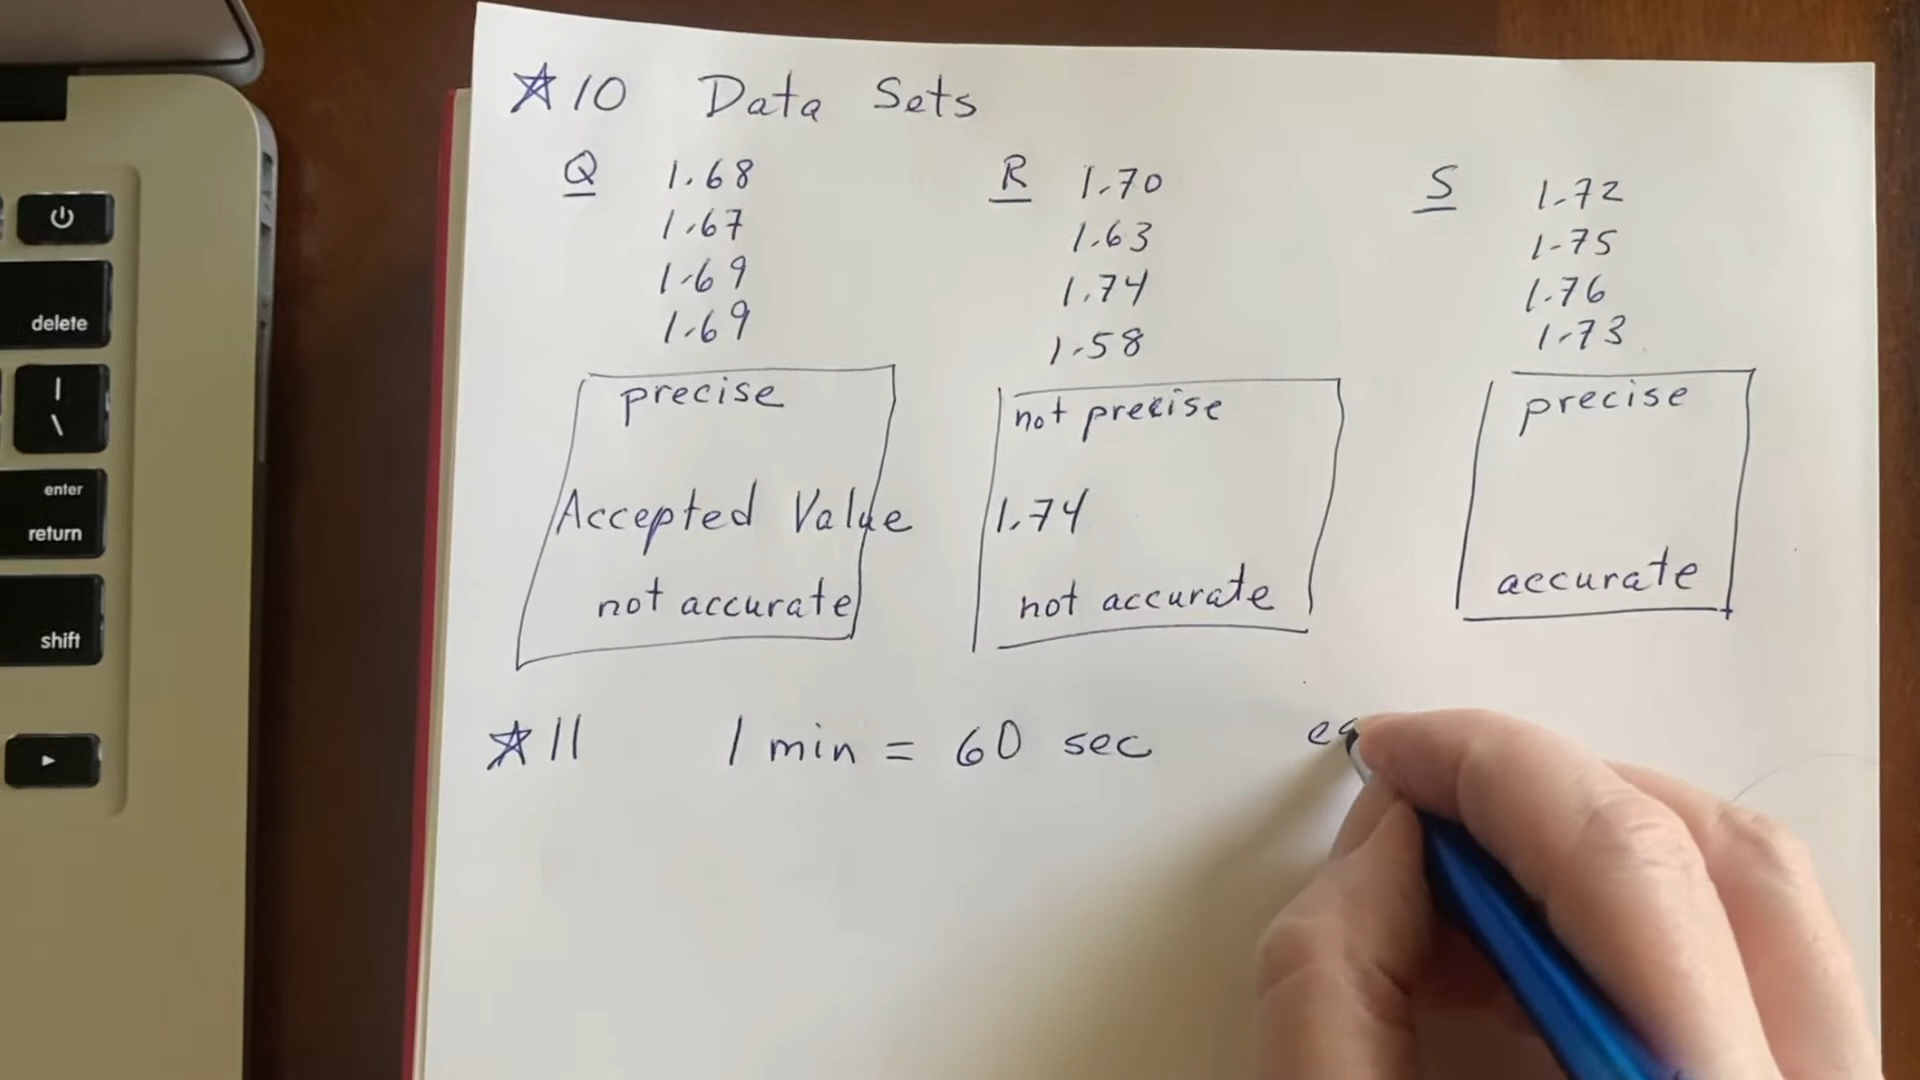 ☆10 Data Sets
Q 1.68
1.67
1.69
1.69
precise
R 1.70
1.63
1.74
1.58
not precise
S 1.72
1.75
1.76
1.73
precise
Accepted Value 1.74
not accurate
not accurate
accurate
☆11 1 min = 60 sec
delete
|
\
enter
return
shift